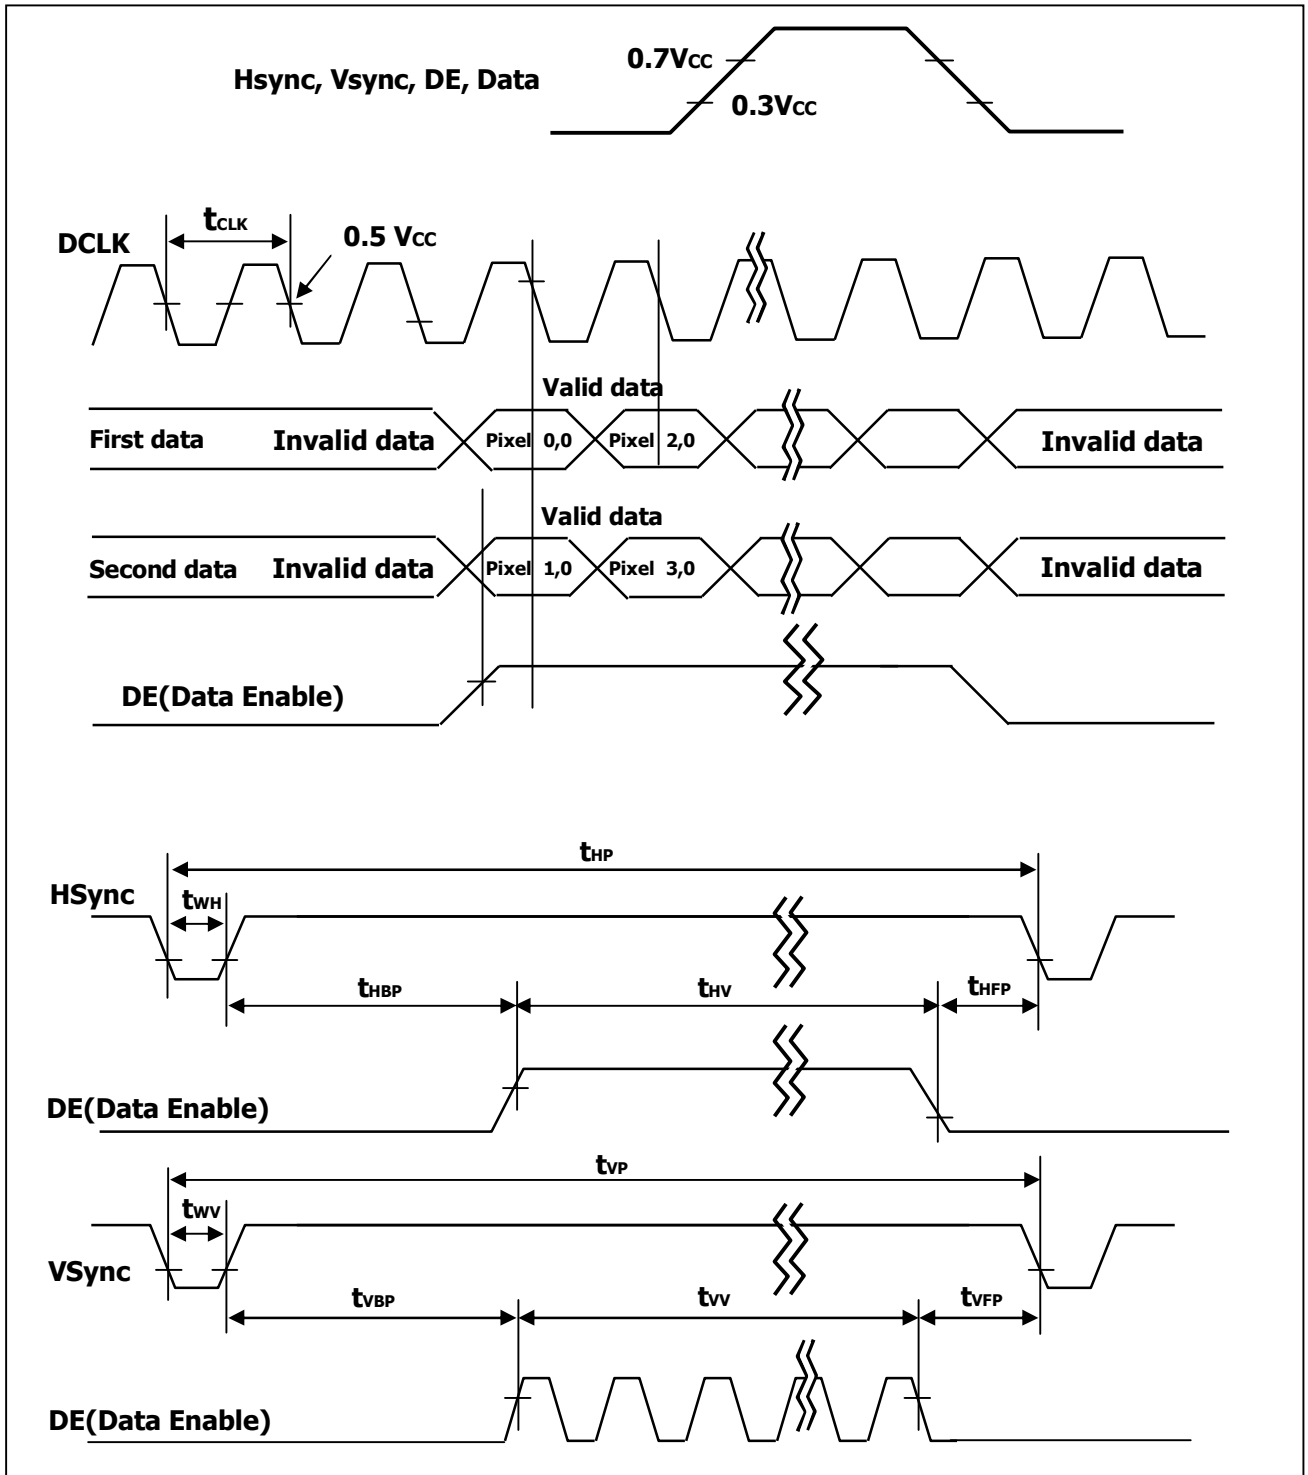 0.7VCC
Hsync, Vsync, DE, Data
0.3VCC
tCLK
DCLK
0.5 VCC
Valid data
First data
Invalid data
Pixel 0,0
Pixel 2,0
Invalid data
Valid data
Second data
Invalid data
Pixel 1,0
Pixel 3,0
Invalid data
DE(Data Enable)
tHP
HSync
tWH
tHBP
tHV
tHFP
DE(Data Enable)
tVP
tWV
VSync
tVBP
tVV
tVFP
DE(Data Enable)